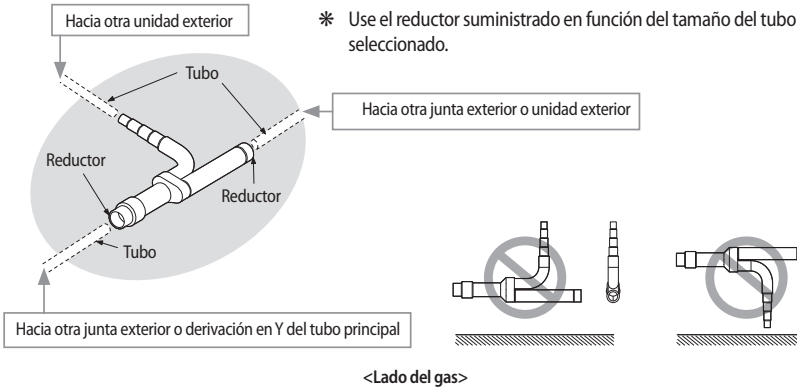 Hacia otra unidad exterior
❋ Use el reductor suministrado en función del tamaño del tubo
seleccionado.
Tubo
Hacia otra junta exterior o unidad exterior
Reductor
Reductor
Tubo
Hacia otra junta exterior o derivación en Y del tubo principal
<Lado del gas>